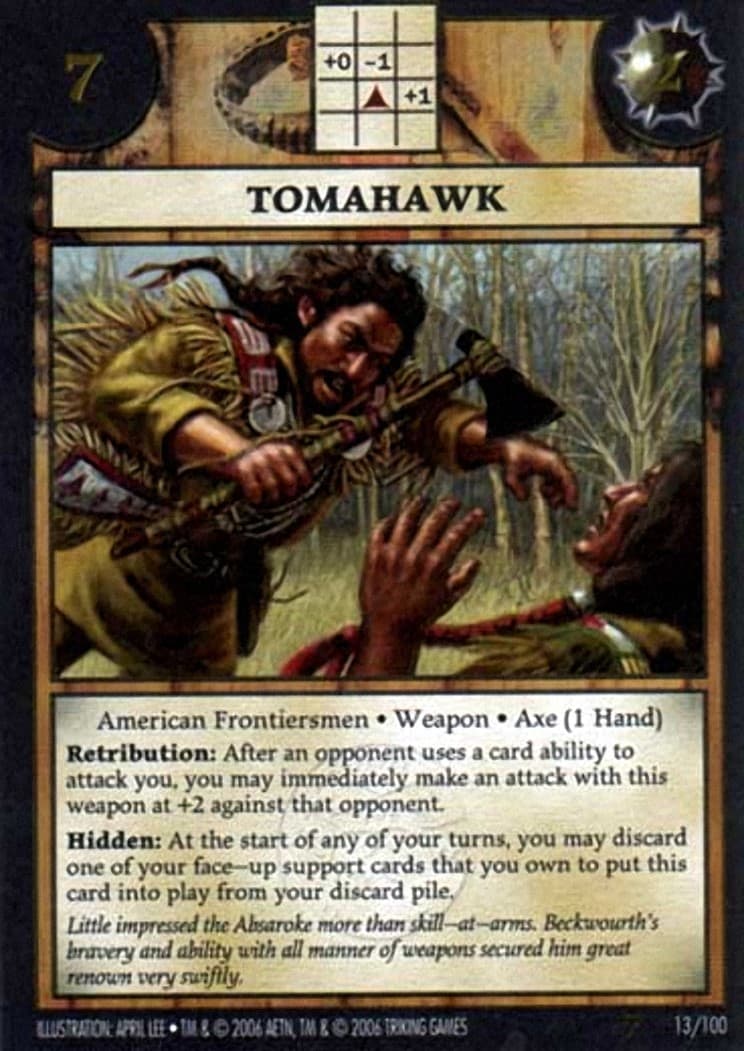 7
+0 -1
+1
2
TOMAHAWK
American Frontiersmen • Weapon • Axe (1 Hand)
Retribution: After an opponent uses a card ability to
attack you, you may immediately make an attack with this
weapon at +2 against that opponent.
Hidden: At the start of any of your turns, you may discard
one of your face-up support cards that you own to put this
card into play from your discard pile.
Little impressed the Absaroke more than skill-at-arms. Beckwourth's
bravery and ability with all manner of weapons secured him great
renown very swiftly.
ILLUSTRATION: APRIL LEE • TM & © 2006 AETN, TM & © 2006 TRIKING GAMES
13/100